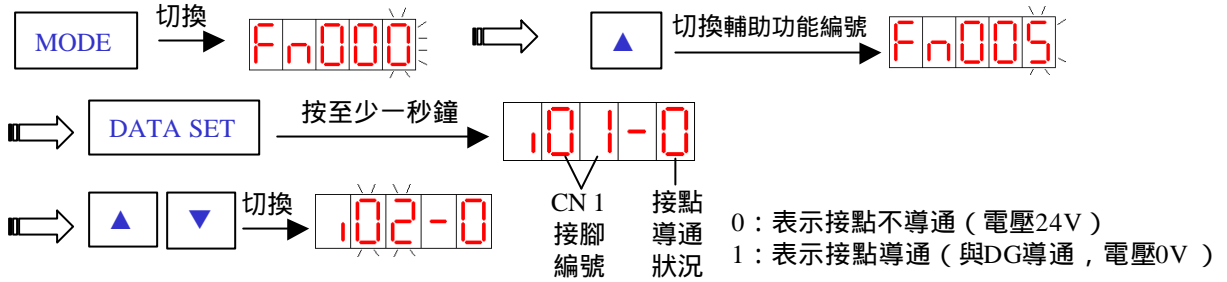 MODE 切換 Fn000 ▲ 切換輔助功能編號 Fn005
DATA SET 按至少一秒鐘 i01-0
CN 1 接腳 編號
接點 導通 狀況
▲ ▼ 切換 i02-0
0：表示接點不導通（電壓24V）
1：表示接點導通（與DG導通，電壓0V ）